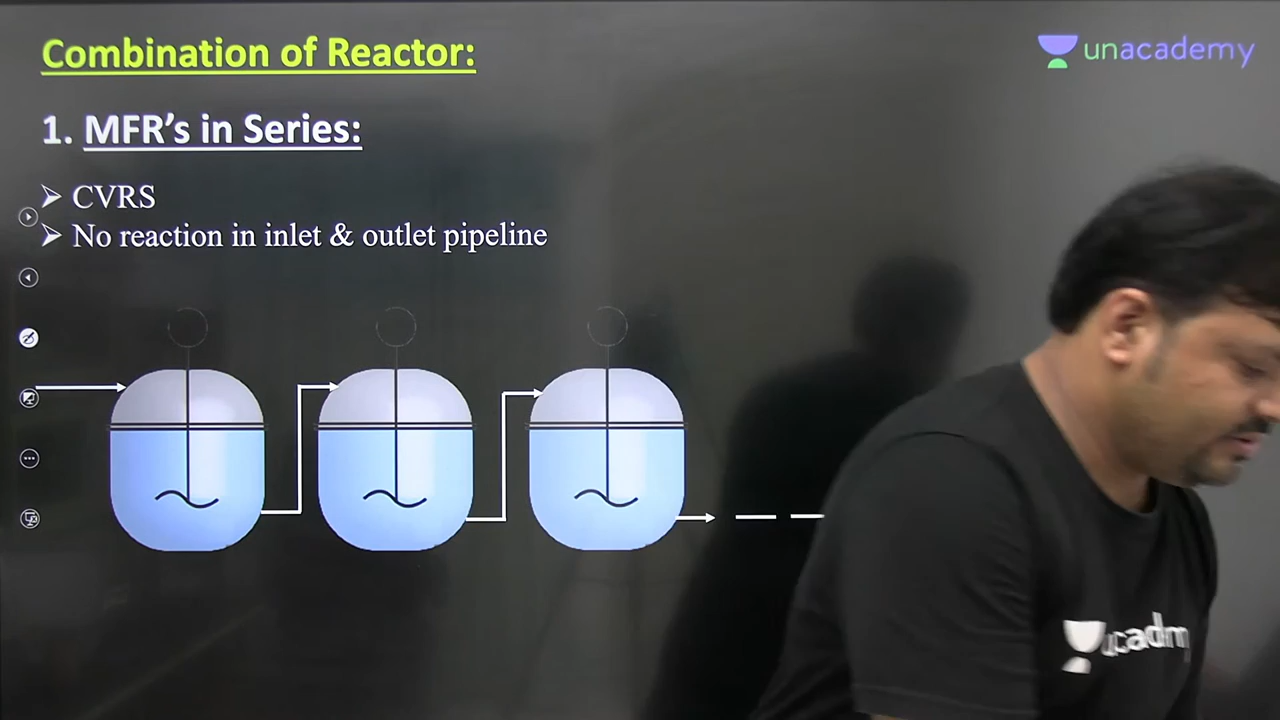 Combination of Reactor:
unacademy
1. MFR's in Series:
➢ CVRS
➢ No reaction in inlet & outlet pipeline